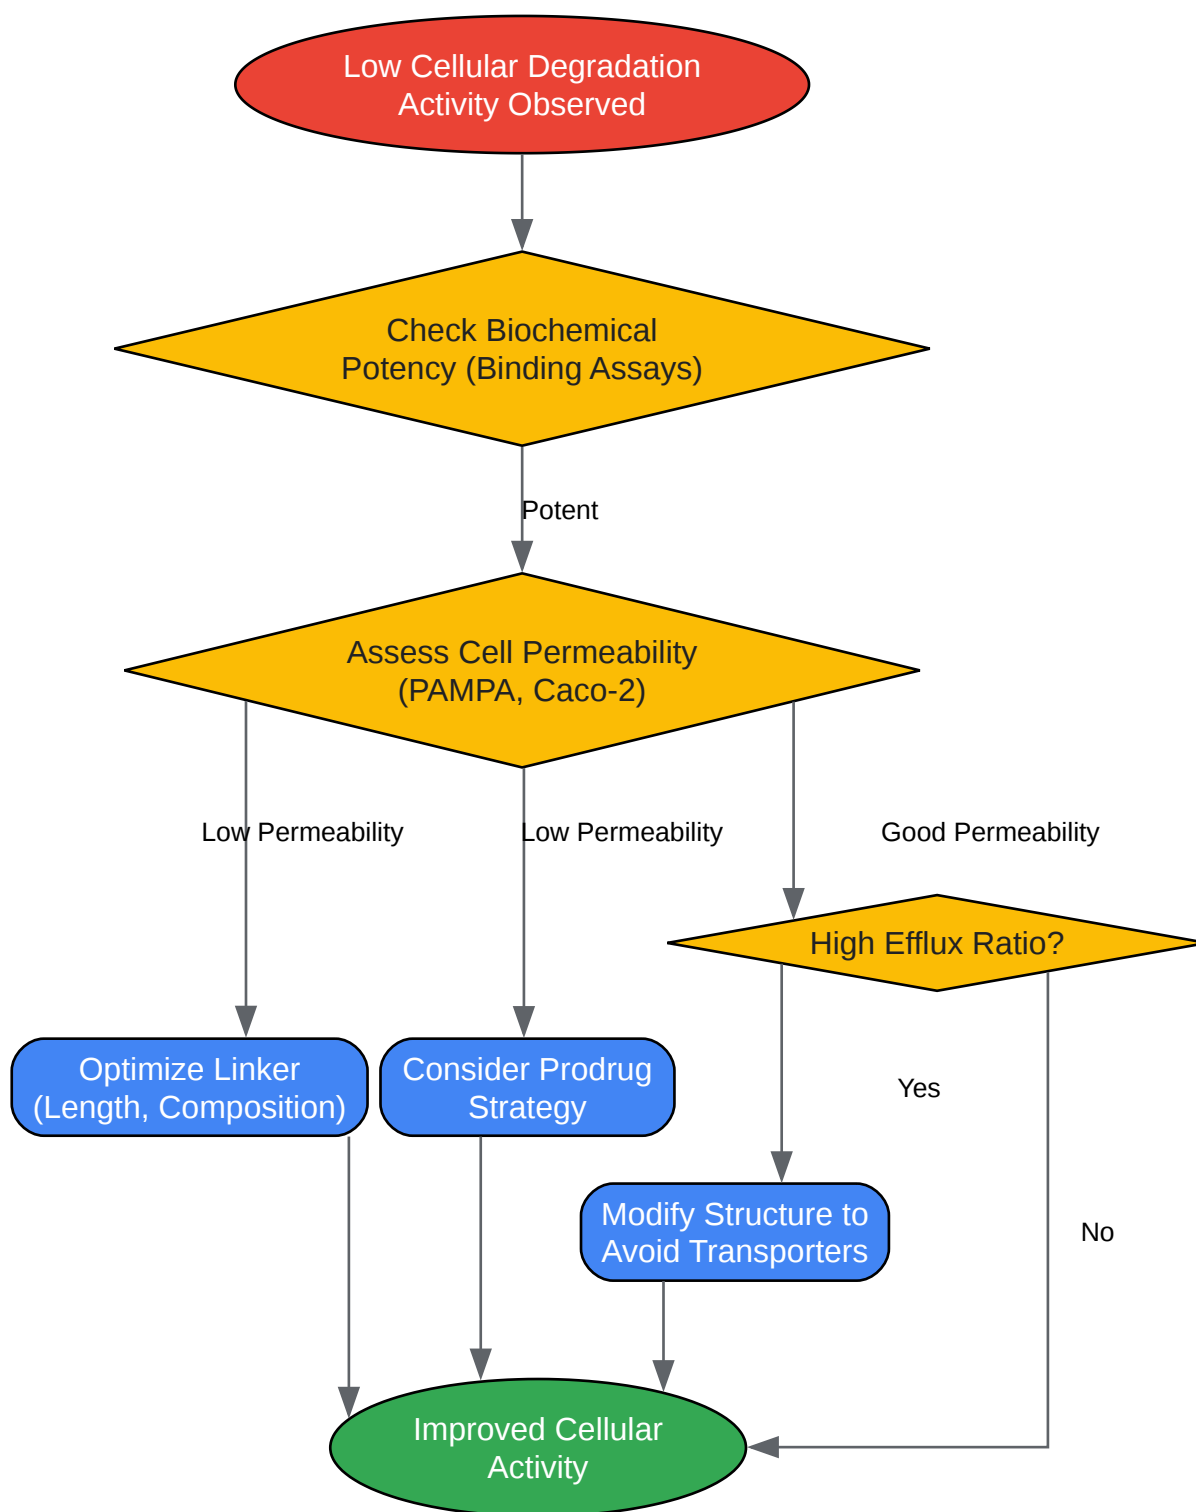 Low Cellular Degradation
Activity Observed
Check Biochemical
Potency (Binding Assays)
Potent
Assess Cell Permeability
(PAMPA, Caco-2)
Low Permeability
Low Permeability
Good Permeability
High Efflux Ratio?
Optimize Linker
(Length, Composition)
Consider Prodrug
Strategy
Yes
Modify Structure to
Avoid Transporters
No
Improved Cellular
Activity